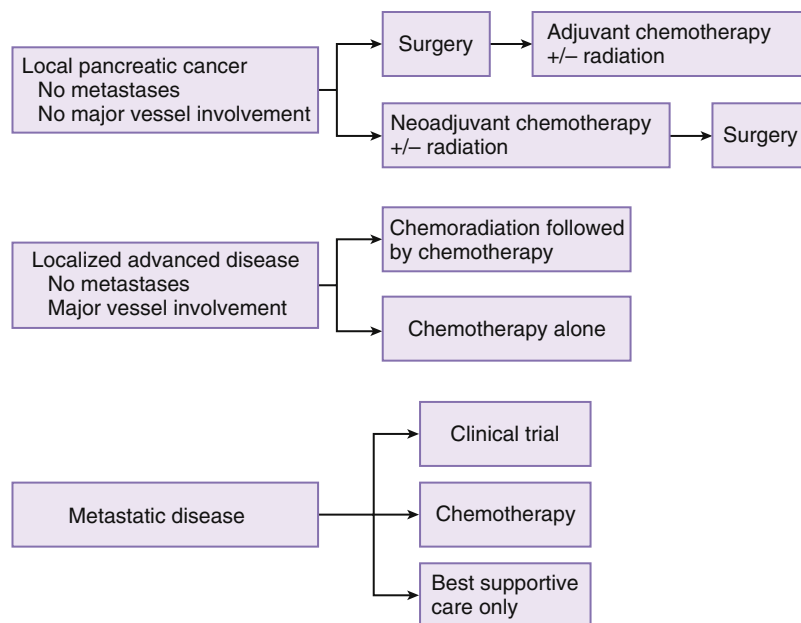 Local pancreatic cancer
No metastases
No major vessel involvement
Surgery
Adjuvant chemotherapy
+/– radiation
Neoadjuvant chemotherapy
+/– radiation
Surgery
Localized advanced disease
No metastases
Major vessel involvement
Chemoradiation followed
by chemotherapy
Chemotherapy alone
Metastatic disease
Clinical trial
Chemotherapy
Best supportive
care only